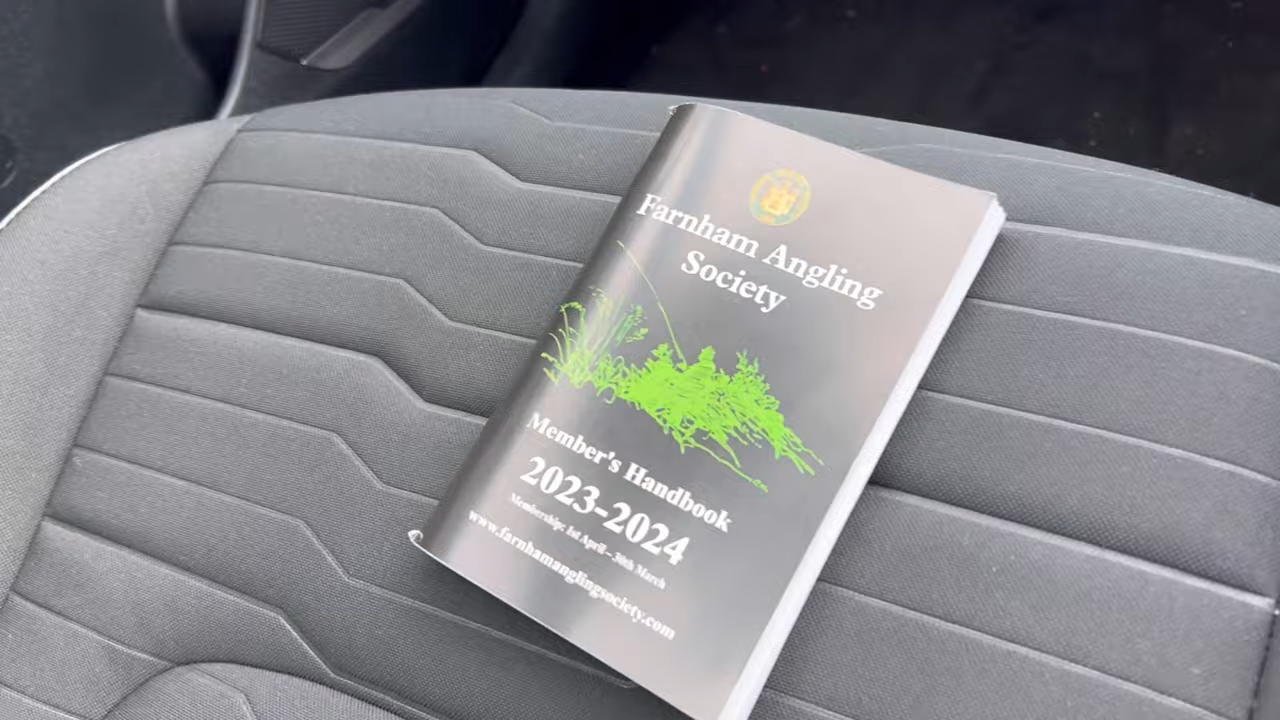 Farnham Angling
Society
Member's Handbook
2023-2024
Membership: 1st April – 30th March
www.farnhamanglingsociety.com